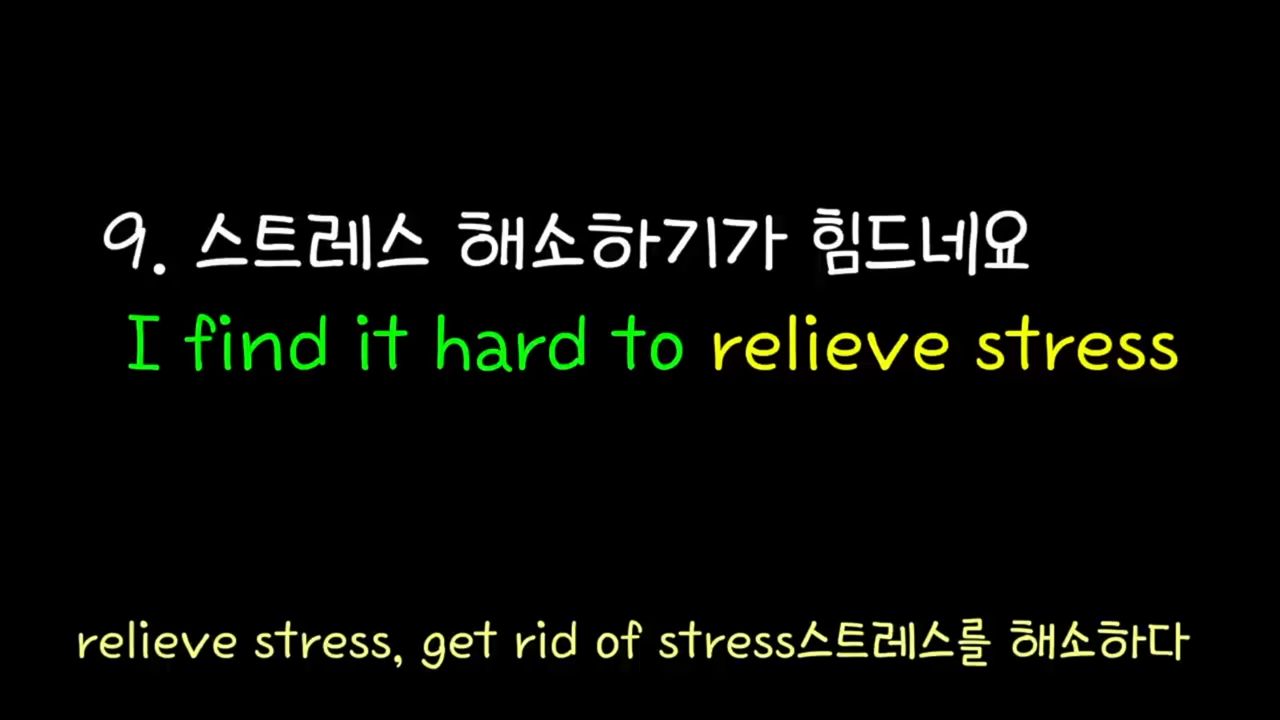 9. 스트레스 해소하기가 힘드네요
I find it hard to relieve stress
relieve stress, get rid of stress스트레스를 해소하다